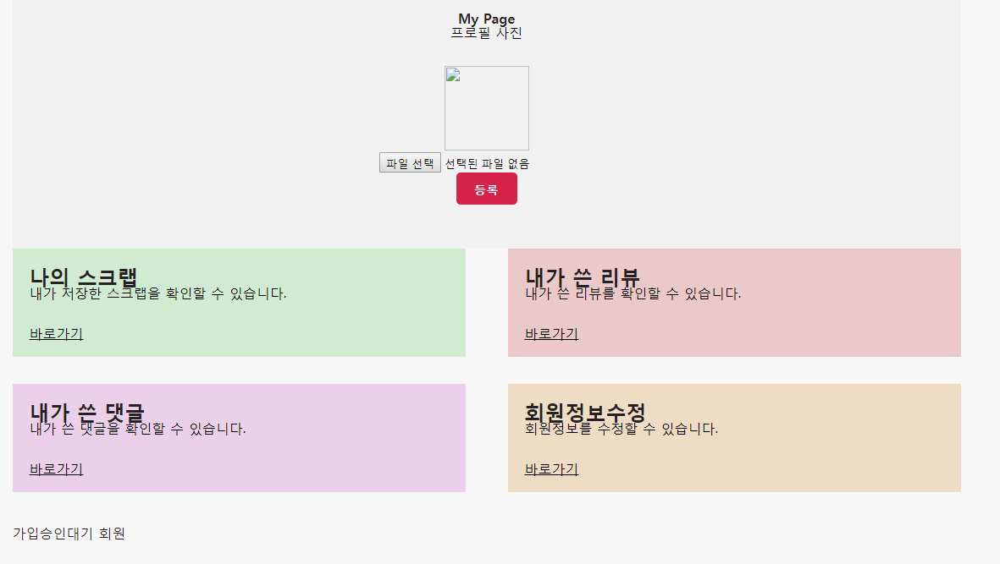 My Page
프로필 사진
파일 선택 선택된 파일 없음
등록
나의 스크랩
내가 저장한 스크랩을 확인할 수 있습니다.
바로가기
내가 쓴 리뷰
내가 쓴 리뷰를 확인할 수 있습니다.
바로가기
내가 쓴 댓글
내가 쓴 댓글을 확인할 수 있습니다.
바로가기
회원정보수정
회원정보를 수정할 수 있습니다.
바로가기
가입승인대기 회원